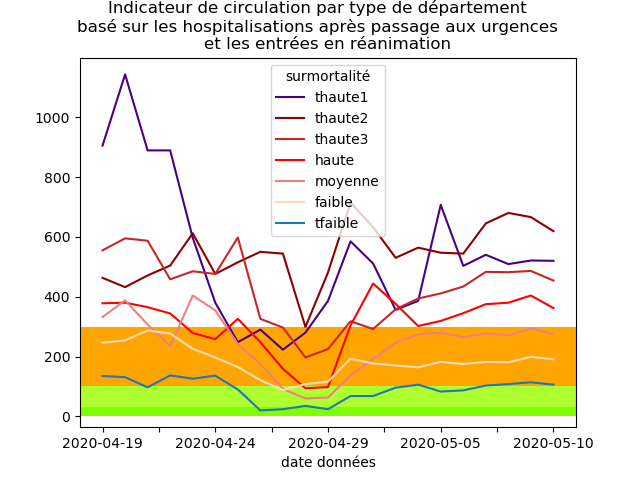 Indicateur de circulation par type de département
basé sur les hospitalisations après passage aux urgences
et les entrées en réanimation
surmortalité
thaute1
thaute2
thaute3
haute
moyenne
faible
tfaible
1000
800
600
400
200
0
2020-04-19 2020-04-24 2020-04-29 2020-05-05 2020-05-10
date données